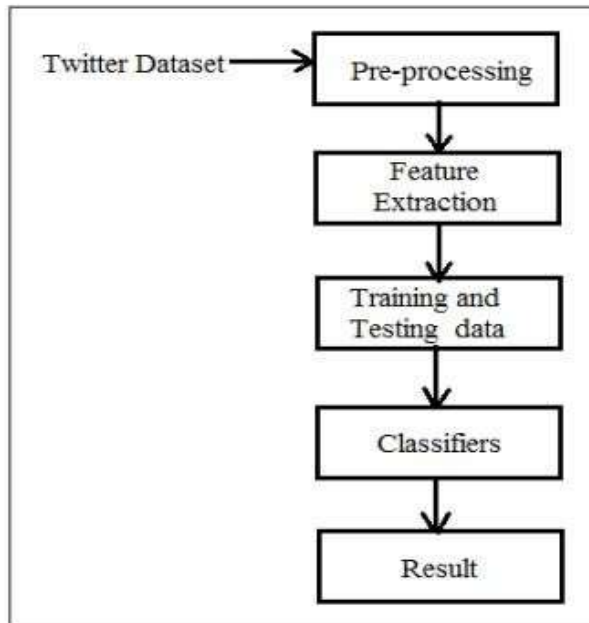 Twitter Dataset
Pre-processing
Feature
Extraction
Training and
Testing data
Classifiers
Result